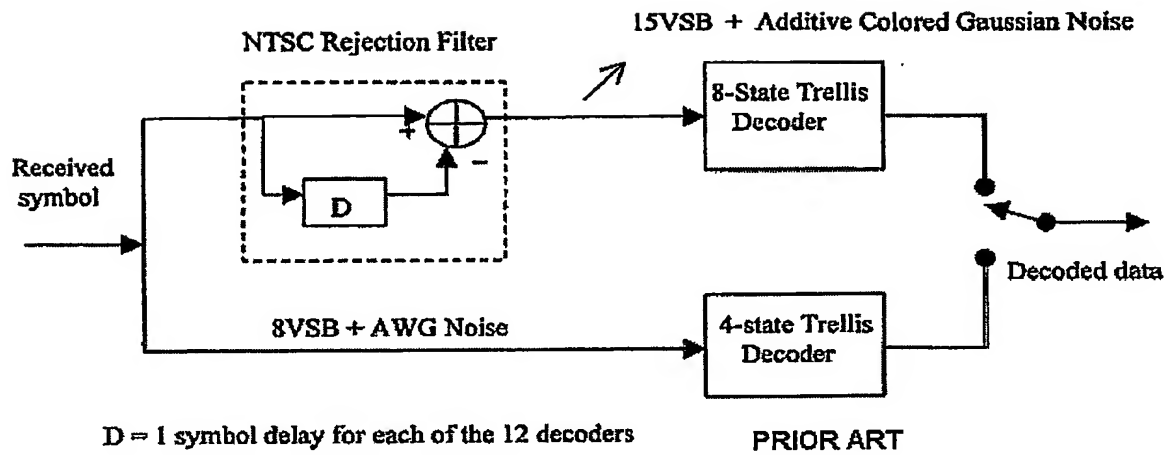 15VSB + Additive Colored Gaussian Noise
NTSC Rejection Filter
8-State Trellis
Decoder
+
−
Received
symbol
D
Decoded data
8VSB + AWG Noise
4-state Trellis
Decoder
D = 1 symbol delay for each of the 12 decoders
PRIOR ART